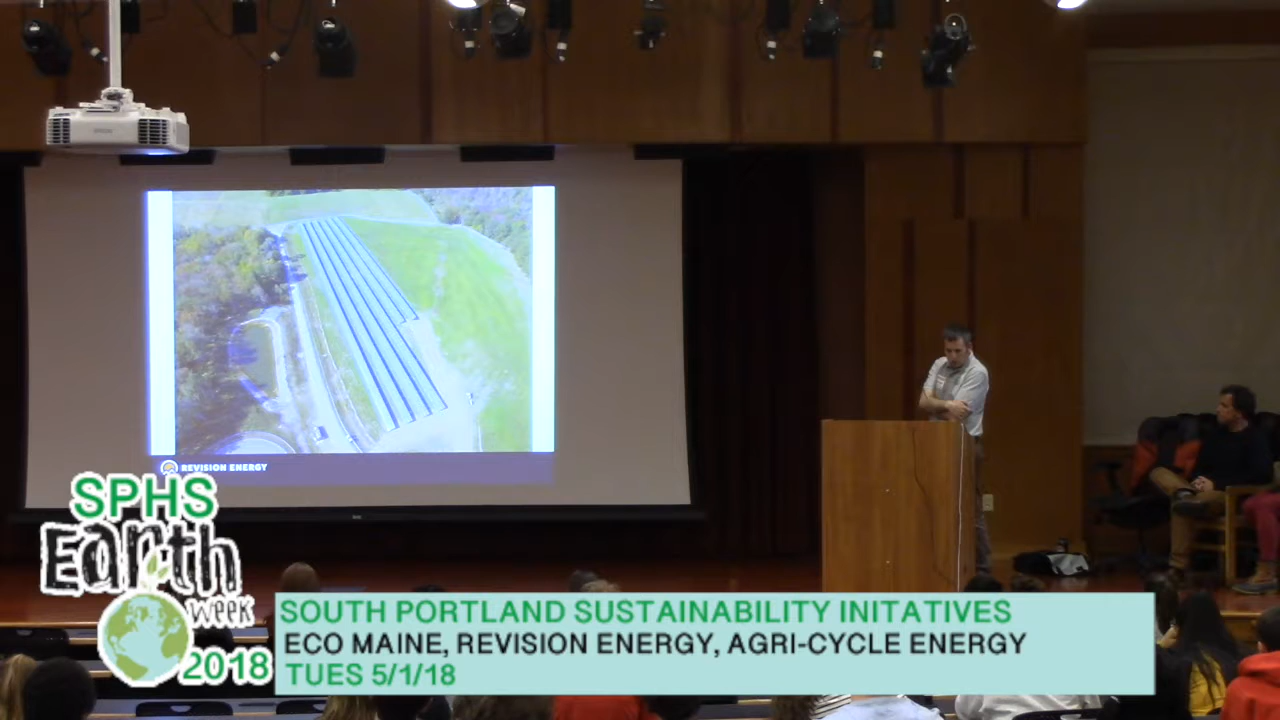 REVISION ENERGY
SPHS
Earth
week
2018
SOUTH PORTLAND SUSTAINABILITY INITATIVES
ECO MAINE, REVISION ENERGY, AGRI-CYCLE ENERGY
TUES 5/1/18